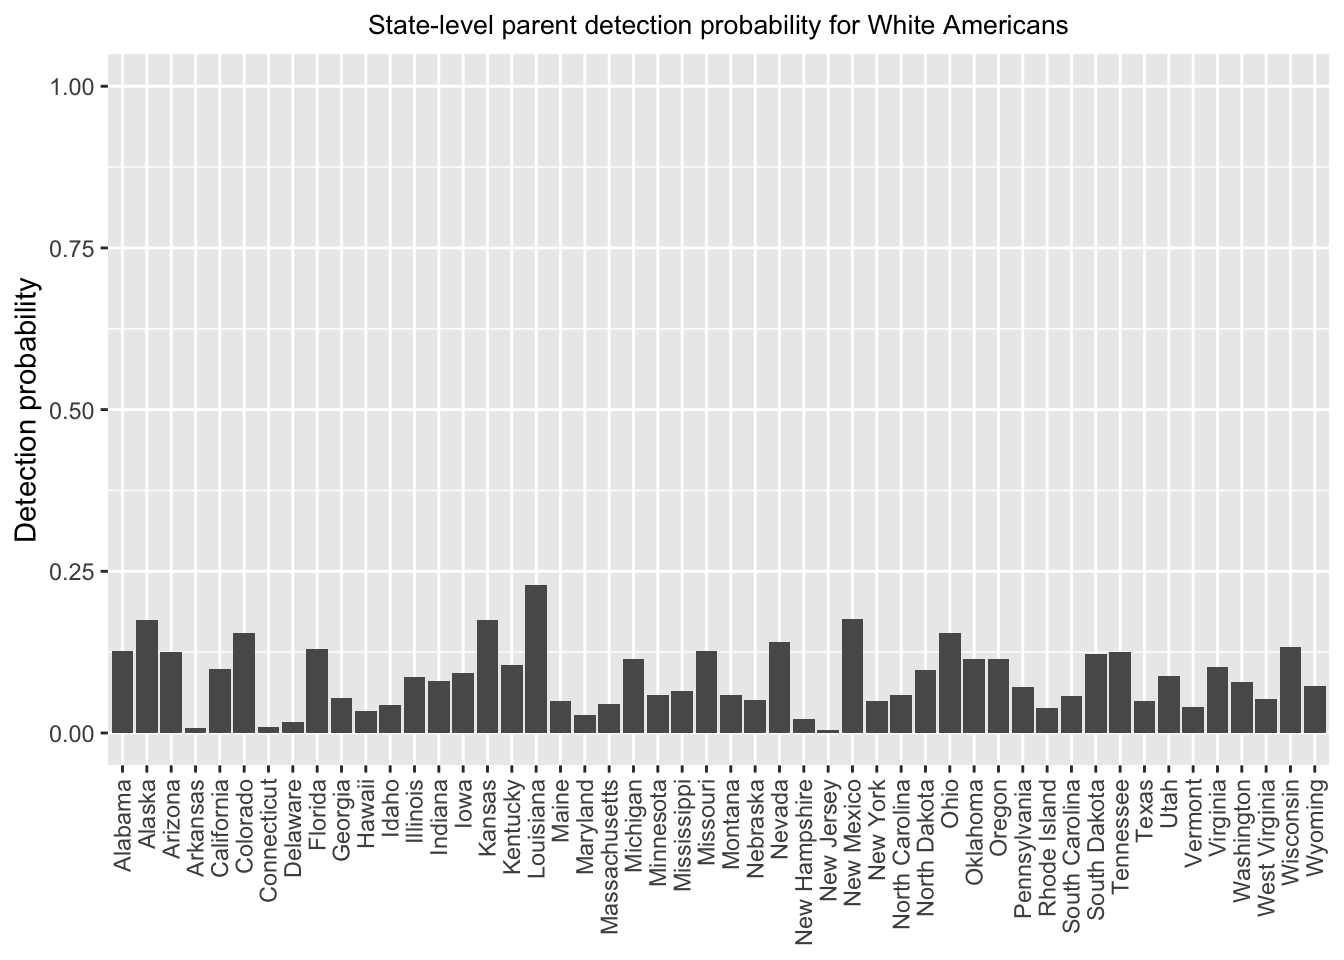 State-level parent detection probability for White Americans
Detection probability
1.00
0.75
0.50
0.25
0.00
Alabama
Alaska
Arizona
Arkansas
California
Colorado
Connecticut
Delaware
Florida
Georgia
Hawaii
Idaho
Illinois
Indiana
Iowa
Kansas
Kentucky
Louisiana
Maine
Maryland
Massachusetts
Michigan
Minnesota
Mississippi
Missouri
Montana
Nebraska
Nevada
New Hampshire
New Jersey
New Mexico
New York
North Carolina
North Dakota
Ohio
Oklahoma
Oregon
Pennsylvania
Rhode Island
South Carolina
South Dakota
Tennessee
Texas
Utah
Vermont
Virginia
Washington
West Virginia
Wisconsin
Wyoming